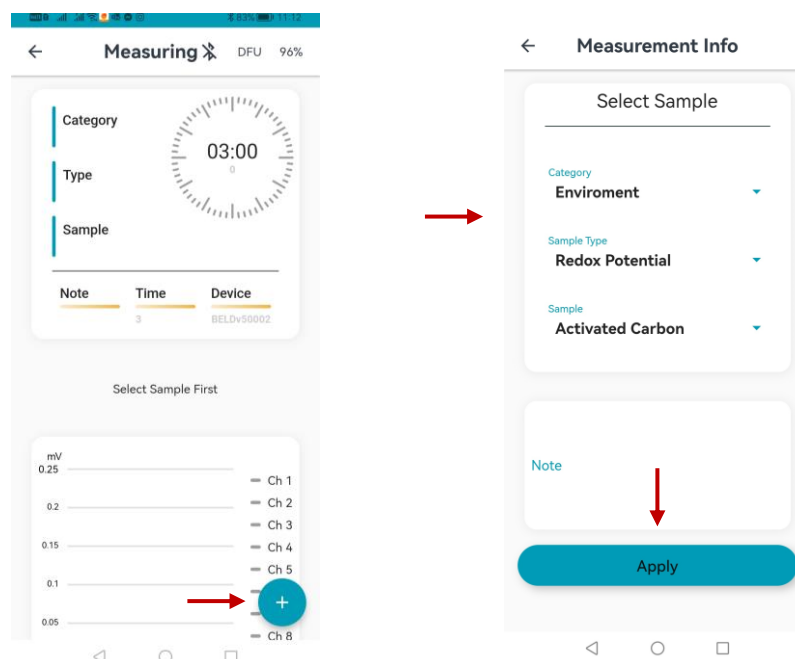 83% 11:12
Measuring DFU 96%
Category
03:00
0
Type
Sample
Note Time Device
3 BELDv50002
Select Sample First
mV
0.25
Ch 1
0.2
Ch 2
Ch 3
0.15
Ch 4
Ch 5
0.1
+
0.05
Ch 8
Measurement Info
Select Sample
Category
Enviroment
Sample Type
Redox Potential
Sample
Activated Carbon
Note
Apply